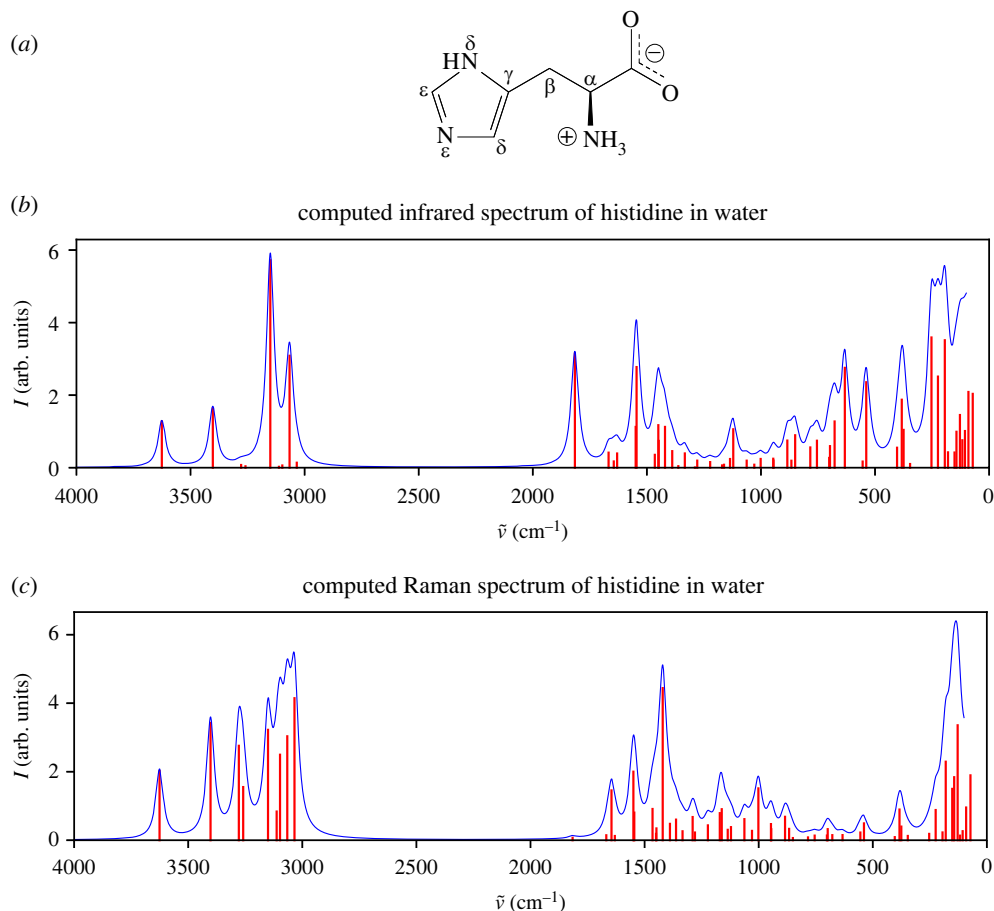 (a)
O
δ
HN
⊖
γ
α
ε
β
O
N
ε
δ
⊕ NH3
(b)
computed infrared spectrum of histidine in water
6
4
2
0
I (arb. units)
4000 3500 3000 2500 2000 1500 1000 500 0
ṽ (cm–1)
(c)
computed Raman spectrum of histidine in water
6
4
2
0
I (arb. units)
4000 3500 3000 2500 2000 1500 1000 500 0
ṽ (cm–1)